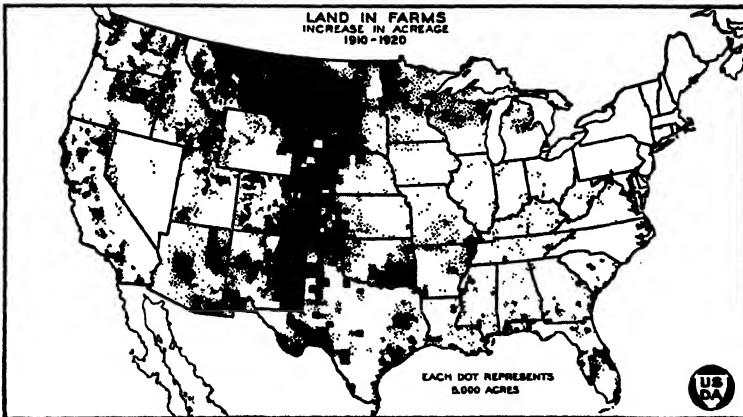 LAND IN FARMS
INCREASE IN ACREAGE
1910-1920
EACH DOT REPRESENTS
5,000 ACRES
US
DA